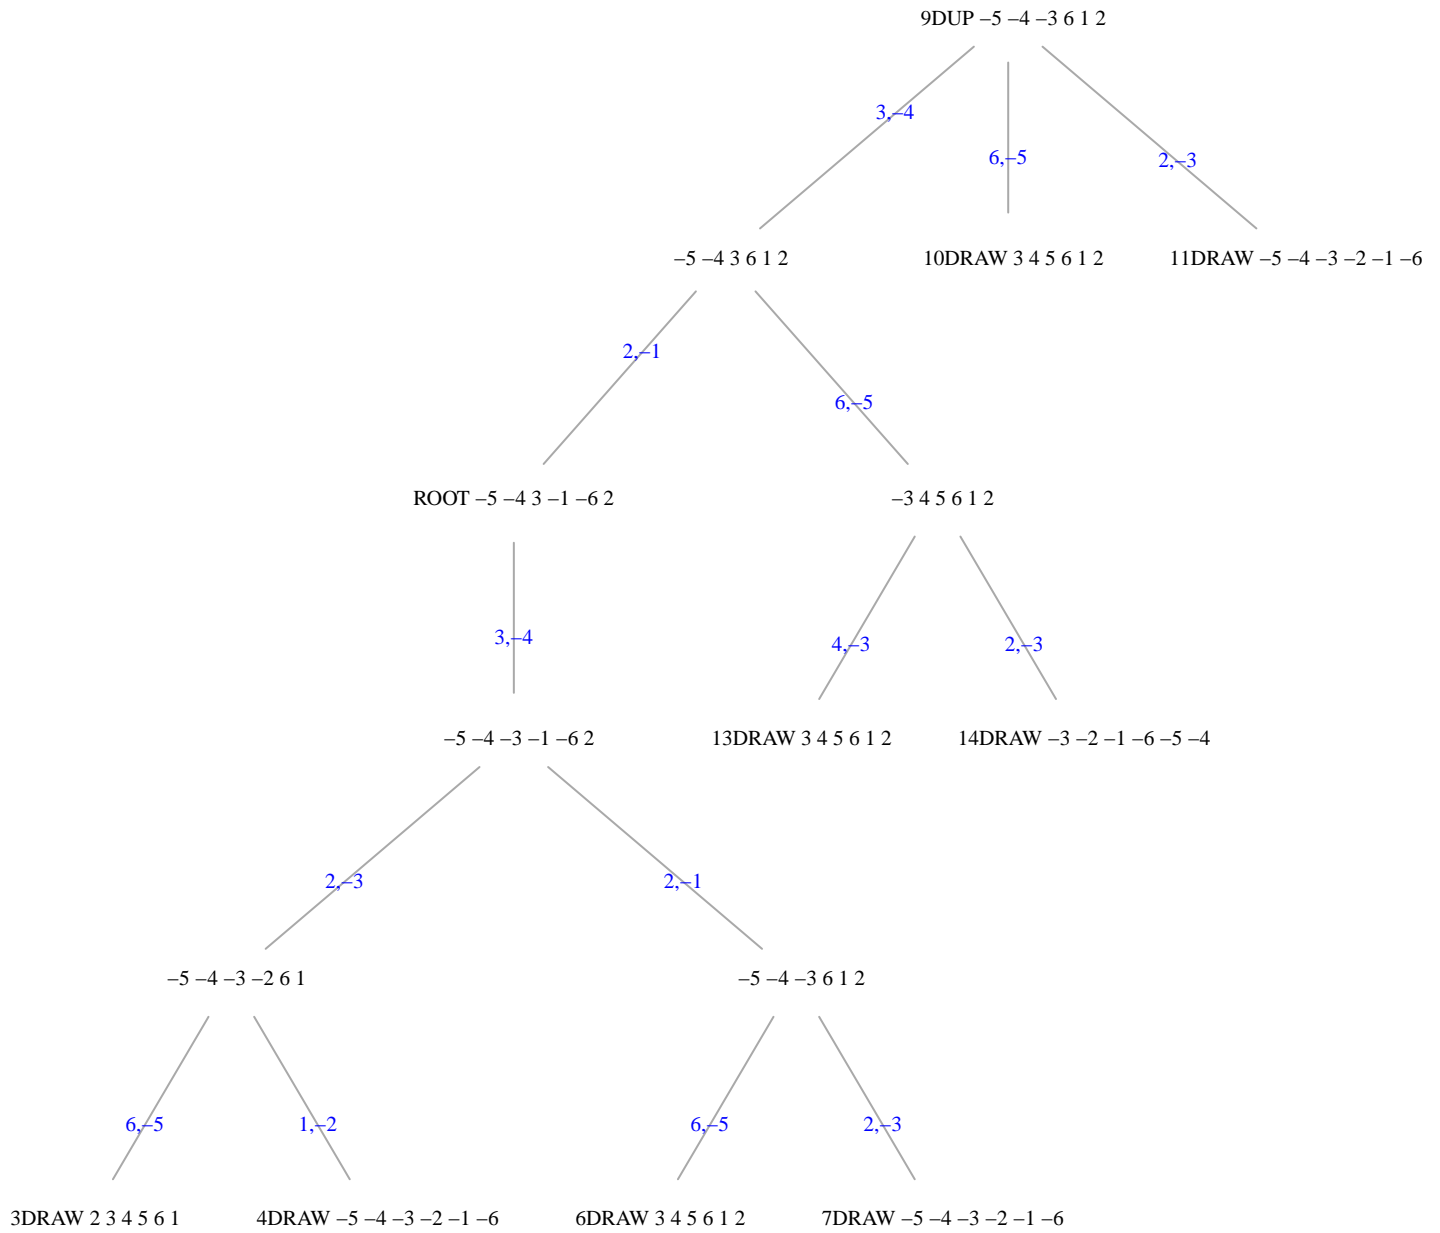 9DUP –5 –4 –3 6 1 2
3,–4
6,–5
2,–3
–5 –4 3 6 1 2
10DRAW 3 4 5 6 1 2
11DRAW –5 –4 –3 –2 –1 –6
2,–1
6,–5
ROOT –5 –4 3 –1 –6 2
–3 4 5 6 1 2
3,–4
4,–3
2,–3
–5 –4 –3 –1 –6 2
13DRAW 3 4 5 6 1 2
14DRAW –3 –2 –1 –6 –5 –4
2,–3
2,–1
–5 –4 –3 –2 6 1
–5 –4 –3 6 1 2
6,–5
1,–2
6,–5
2,–3
3DRAW 2 3 4 5 6 1
4DRAW –5 –4 –3 –2 –1 –6
6DRAW 3 4 5 6 1 2
7DRAW –5 –4 –3 –2 –1 –6